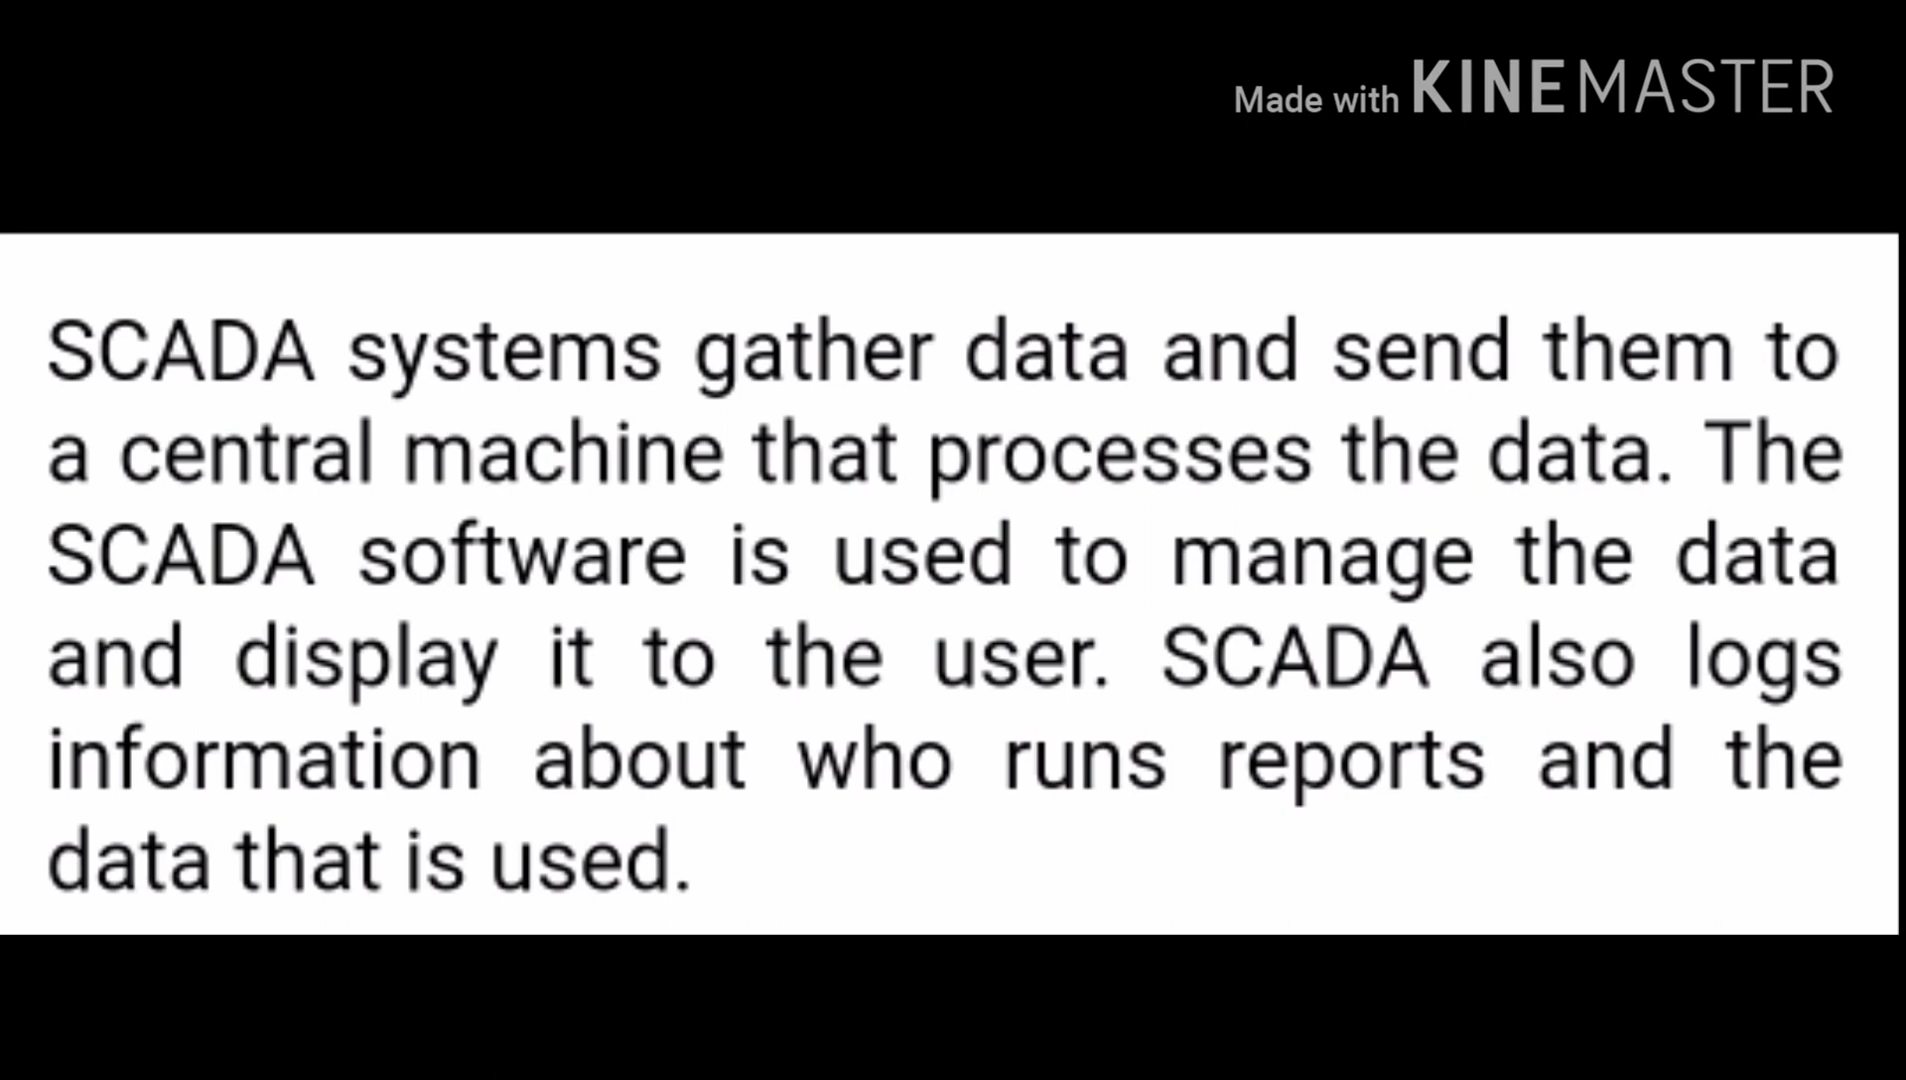 Made with KINEMASTER
SCADA systems gather data and send them to
a central machine that processes the data. The
SCADA software is used to manage the data
and display it to the user. SCADA also logs
information about who runs reports and the
data that is used.